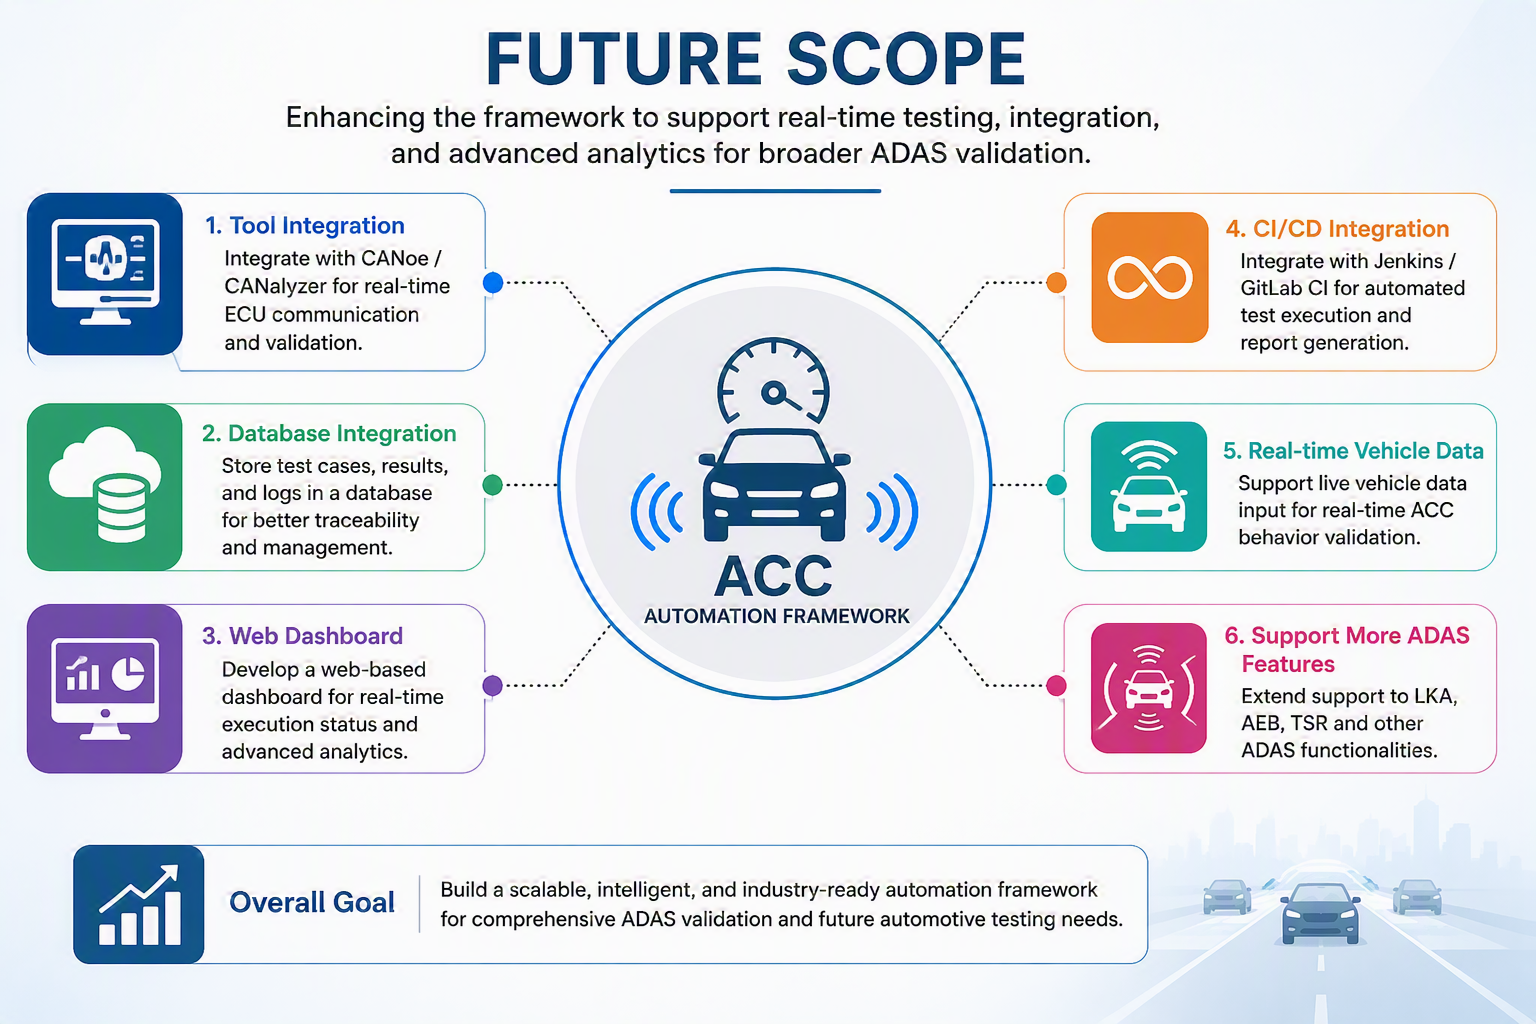 FUTURE SCOPE
Enhancing the framework to support real-time testing, integration,
and advanced analytics for broader ADAS validation.
1. Tool Integration
Integrate with CANoe /
CANalyzer for real-time
ECU communication
and validation.
2. Database Integration
Store test cases, results,
and logs in a database
for better traceability
and management.
3. Web Dashboard
Develop a web-based
dashboard for real-time
execution status and
advanced analytics.
ACC
AUTOMATION FRAMEWORK
4. CI/CD Integration
Integrate with Jenkins /
GitLab CI for automated
test execution and
report generation.
5. Real-time Vehicle Data
Support live vehicle data
input for real-time ACC
behavior validation.
6. Support More ADAS
Features
Extend support to LKA,
AEB, TSR and other
ADAS functionalities.
Overall Goal
Build a scalable, intelligent, and industry-ready automation framework
for comprehensive ADAS validation and future automotive testing needs.